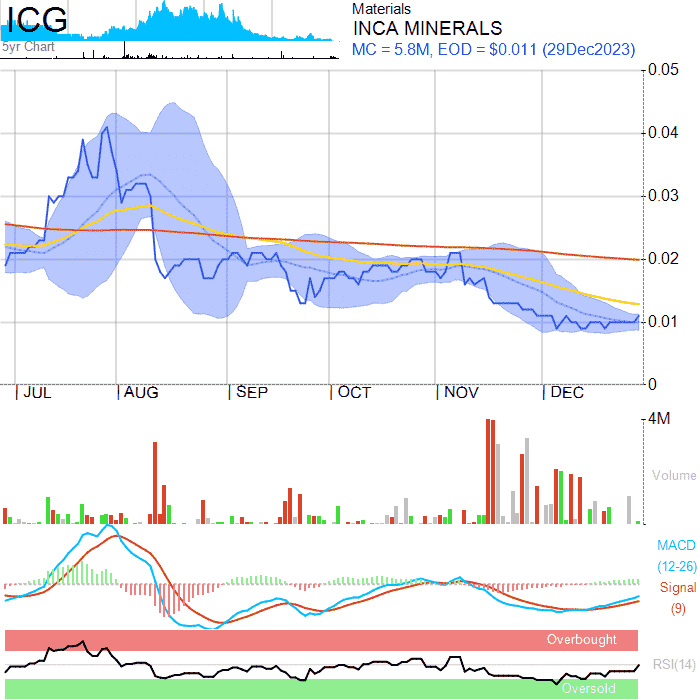 ICG
5yr Chart
Materials
INCA MINERALS
MC = 5.8M, EOD = $0.011 (29Dec2023)
0.05
0.04
0.03
0.02
0.01
0
JUL AUG SEP OCT NOV DEC
4M
Volume
MACD
(12-26)
Signal
(9)
Overbought
RSI(14)
Oversold